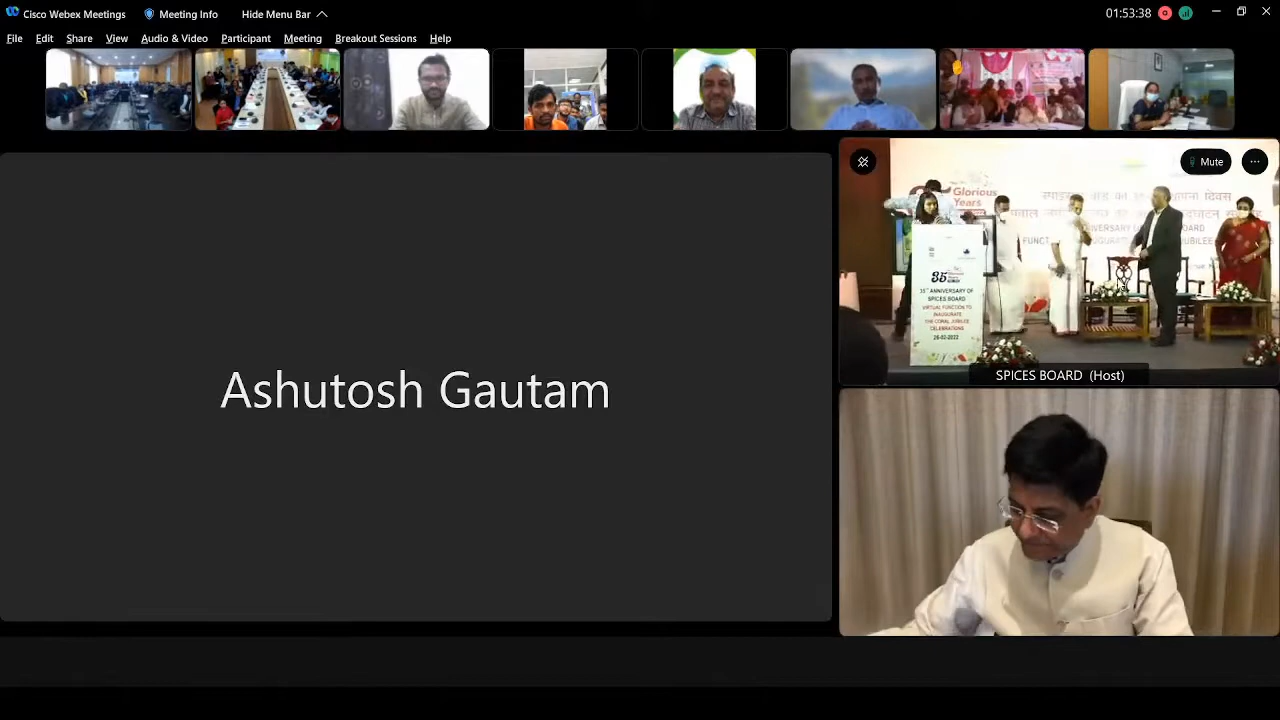 Cisco Webex Meetings
Meeting Info
Hide Menu Bar
01:53:38
File
Edit
Share
View
Audio & Video
Participant
Meeting
Breakout Sessions
Help
Mute
Glorious
Years
35
35TH ANNIVERSARY OF
SPICES BOARD
VIRTUAL FUNCTION TO
INAUGURATE
THE CORAL JUBILEE
CELEBRATIONS
26-02-2022
SPICES BOARD (Host)
Ashutosh Gautam